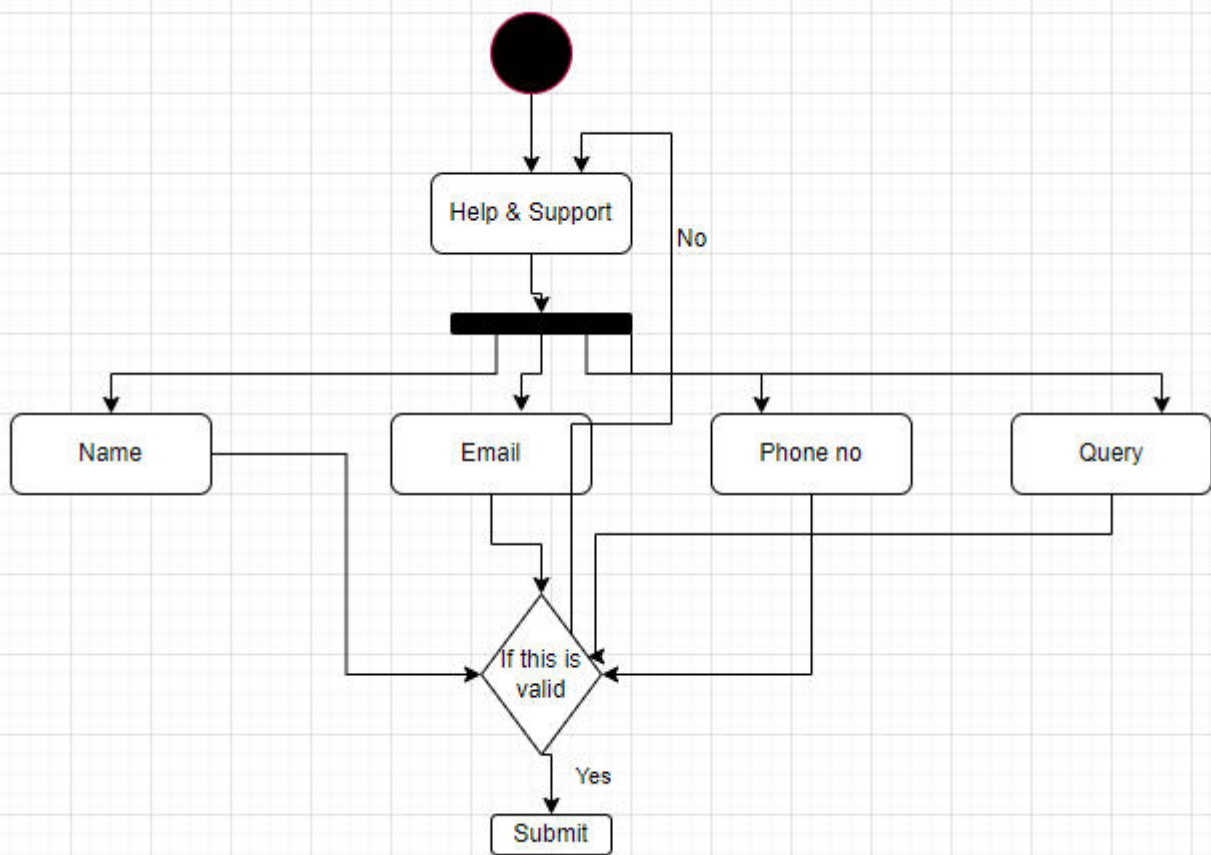 Help & Support
No
Name
Email
Phone no
Query
If this is
valid
Yes
Submit